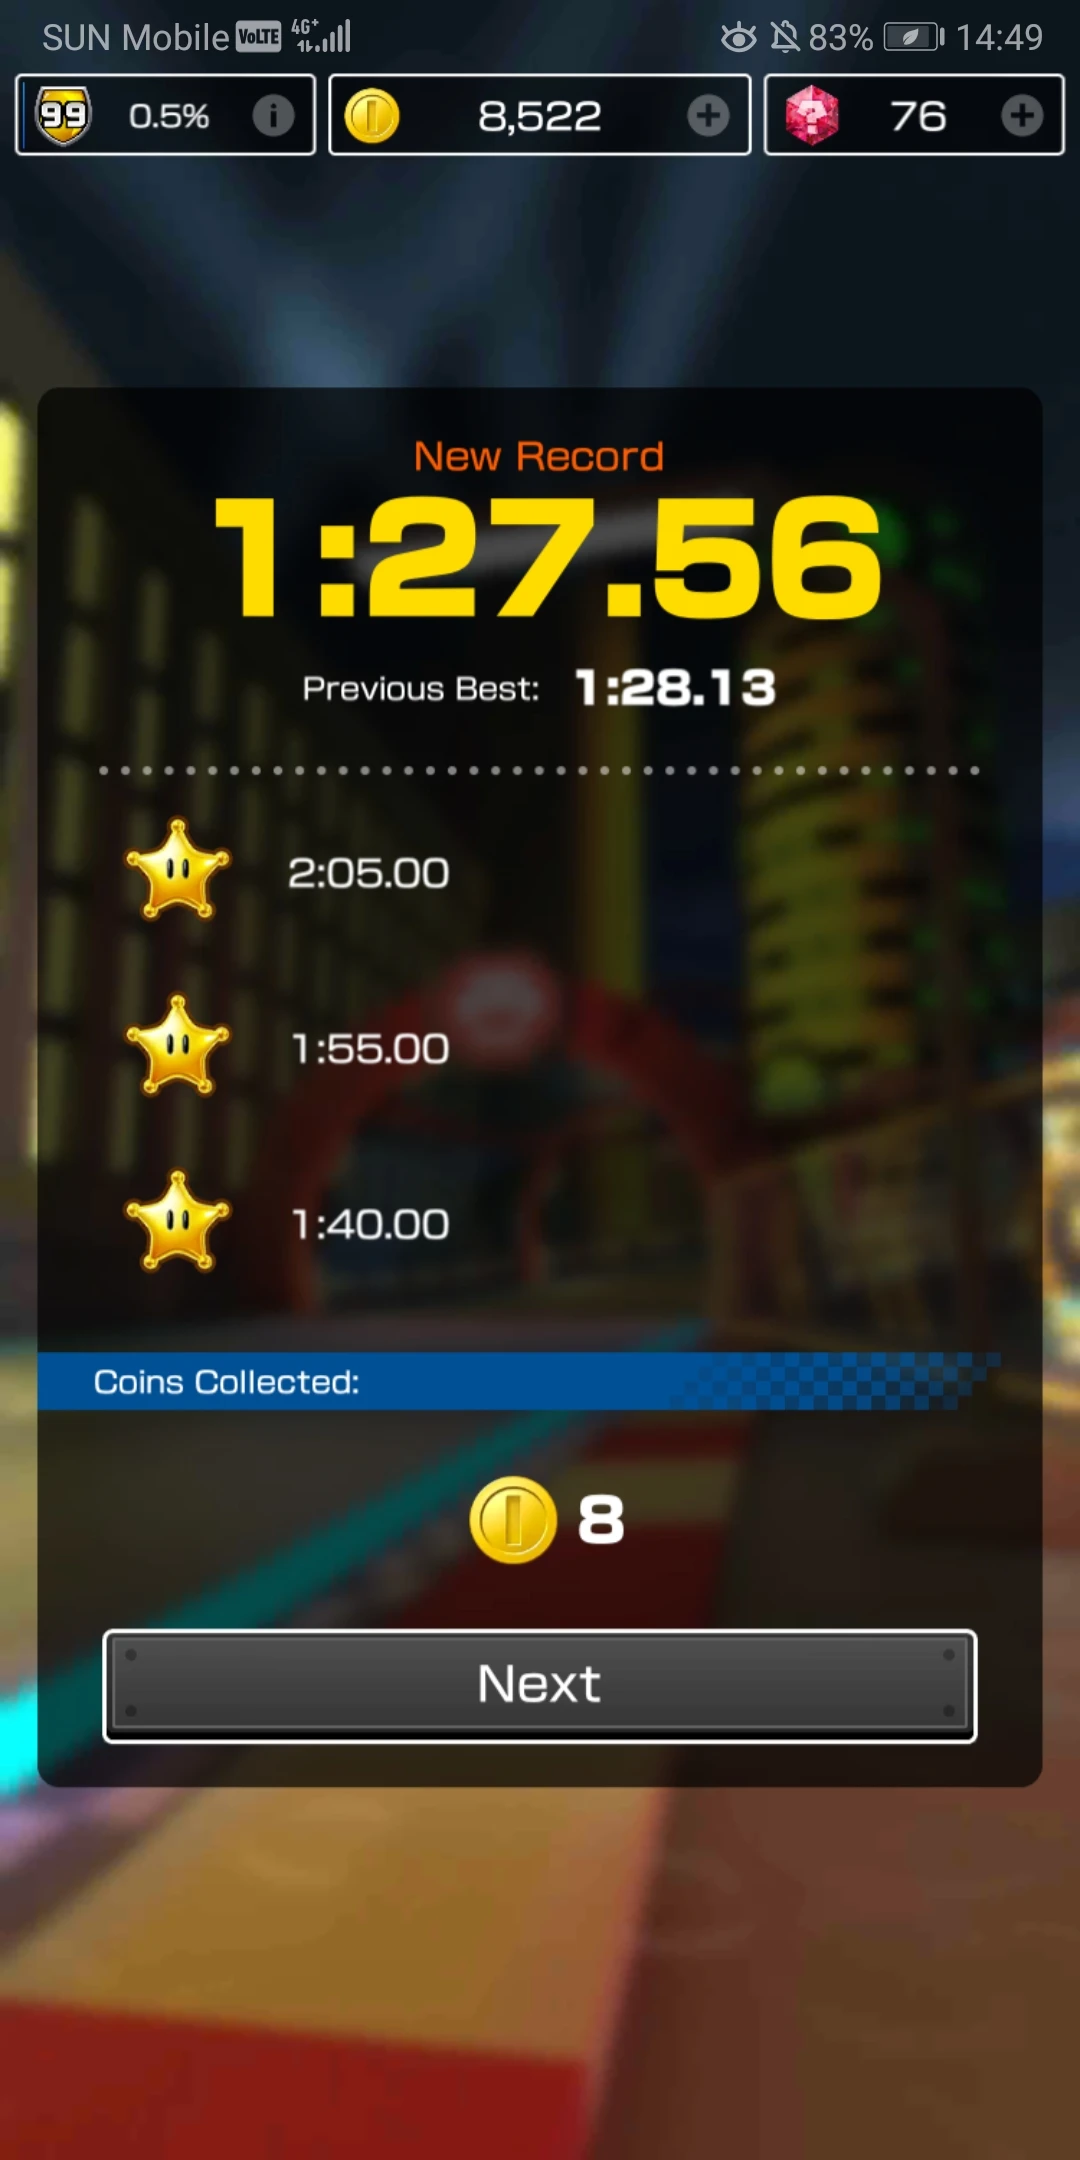 SUN Mobile VoLTE 4G+ 83% 14:49
99 0.5% i 8,522 + ? 76 +
New Record
1:27.56
Previous Best: 1:28.13
2:05.00
1:55.00
1:40.00
Coins Collected:
8
Next